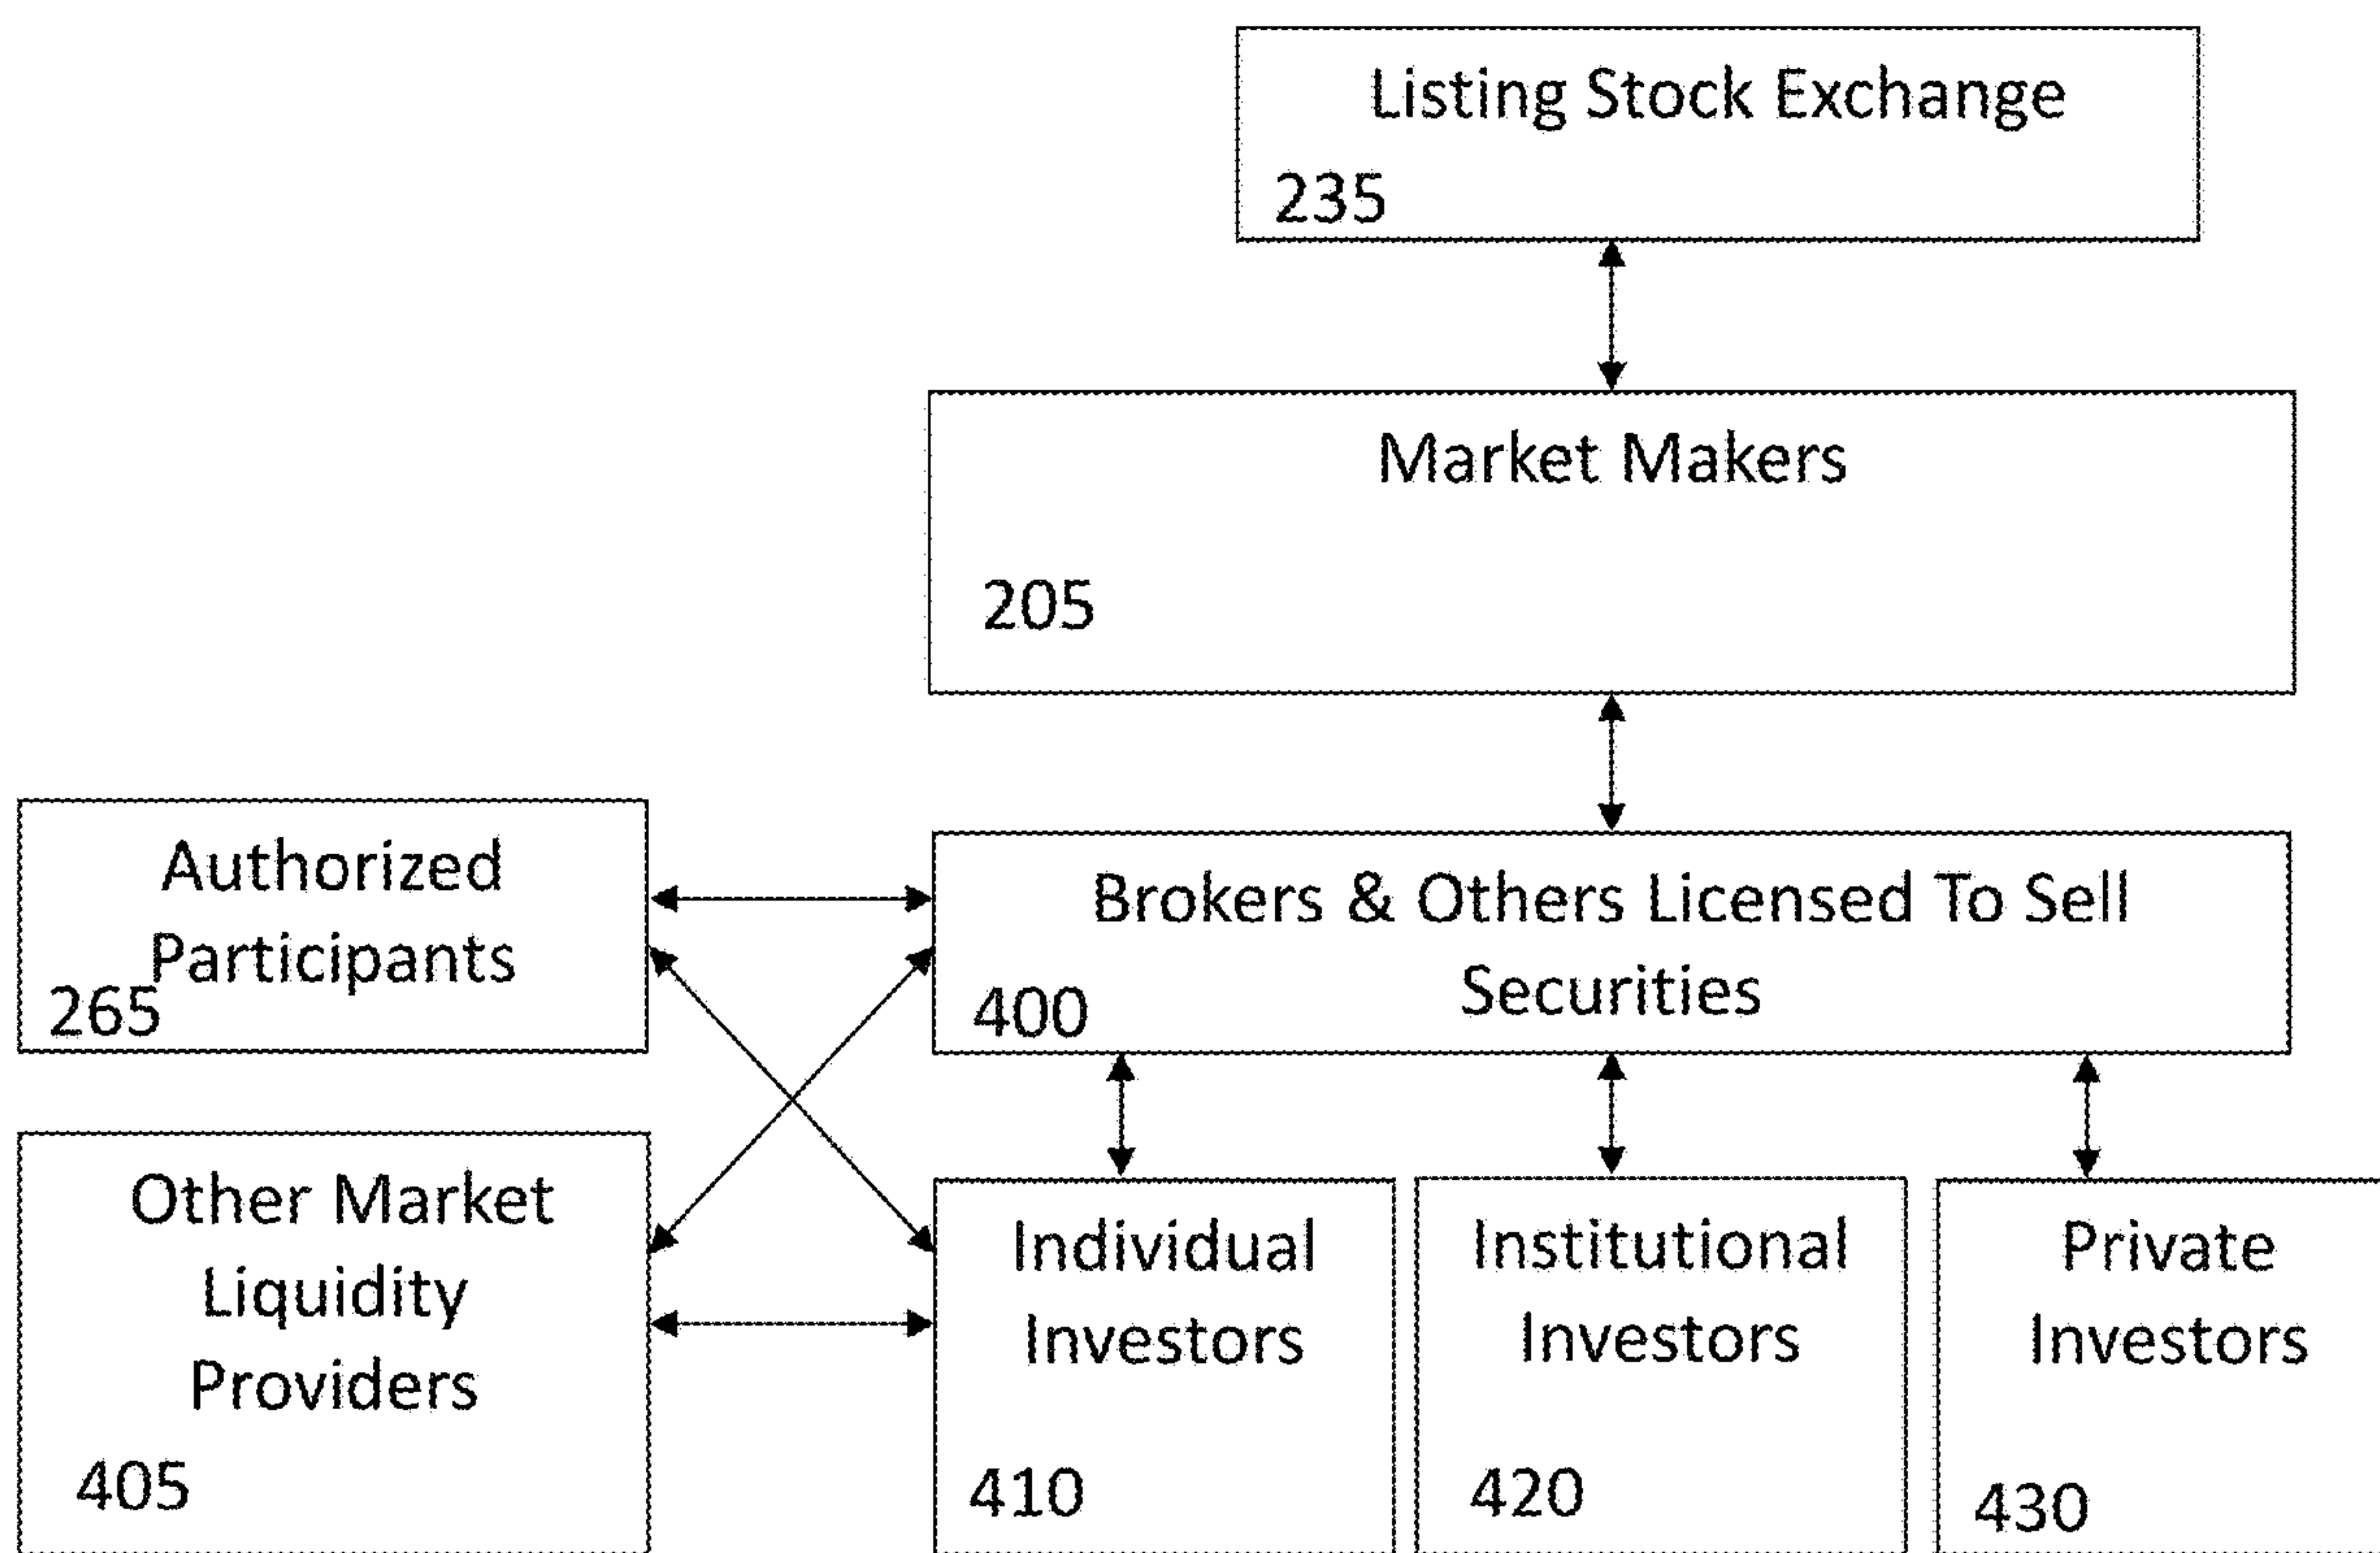 Listing Stock Exchange
235
Market Makers
205
Authorized
Participants
265
Brokers & Others Licensed To Sell
Securities
400
Other Market
Liquidity
Providers
405
Individual
Investors
410
Institutional
Investors
420
Private
Investors
430